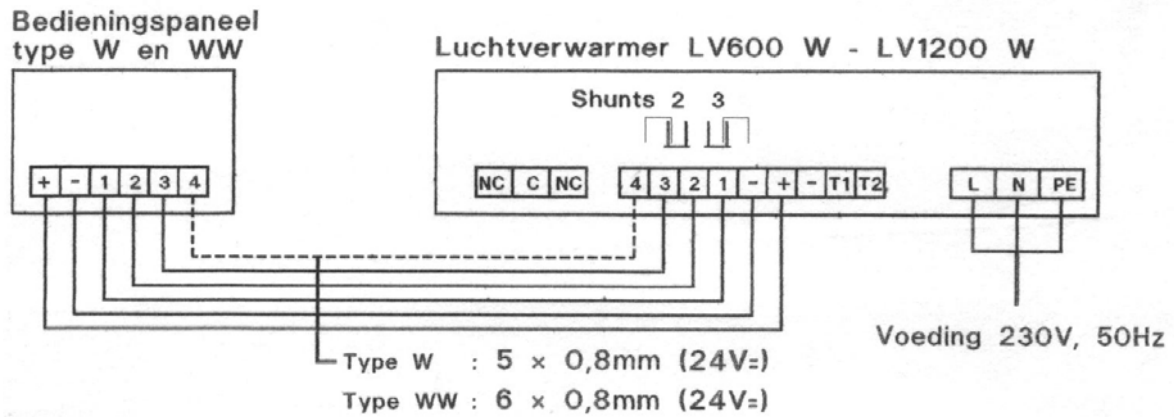 Bedieningspaneel
type W en WW
Luchtverwarmer LV600 W - LV1200 W
Shunts 2 3
+ - 1 2 3 4
NC C NC
4 3 2 1 - + - T1 T2
L N PE
Voeding 230V, 50Hz
Type W : 5 × 0,8mm (24V=)
Type WW : 6 × 0,8mm (24V=)